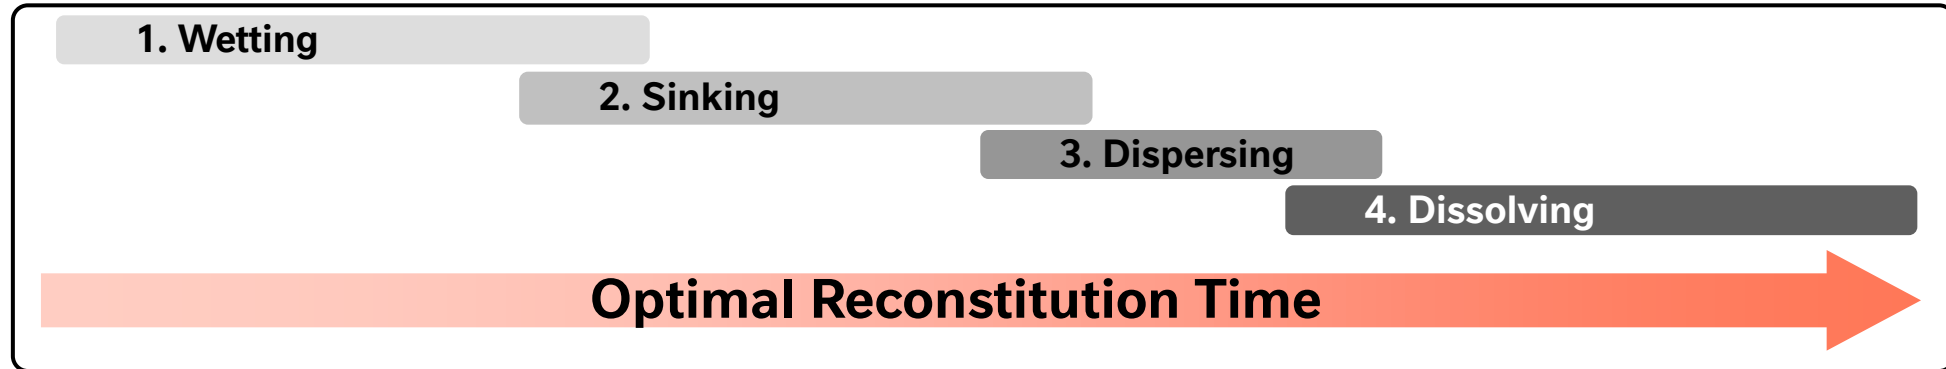 1. Wetting
2. Sinking
3. Dispersing
4. Dissolving
Optimal Reconstitution Time